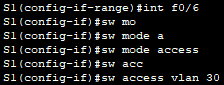 S1(config-if-range)#int f0/6
S1(config-if)#sw mo
S1(config-if)#sw mode a
S1(config-if)#sw mode access
S1(config-if)#sw acc
S1(config-if)#sw access vlan 30